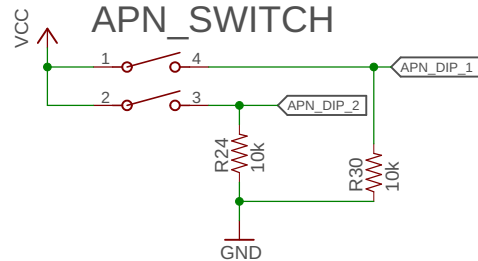 APN_SWITCH
VCC
1
4
APN_DIP_1
2
3
APN_DIP_2
R24
10k
R30
10k
GND